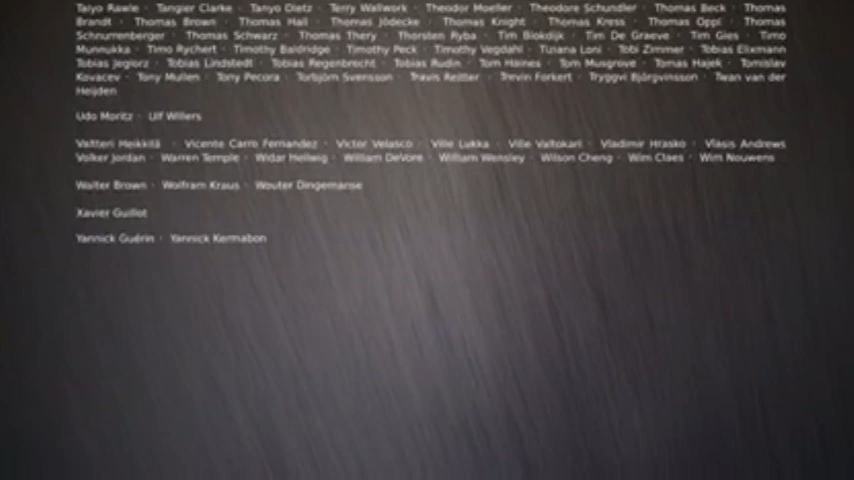 Taiyo Rawle · Tangier Clarke · Tanyo Dietz · Terry Wallwork · Theodor Moeller · Theodore Schundler · Thomas Beck · Thomas
Brandt · Thomas Brown · Thomas Hall · Thomas Jödecke · Thomas Knight · Thomas Kress · Thomas Oppl · Thomas
Schnurrenberger · Thomas Schwarz · Thomas Thery · Thorsten Ryba · Tim Blokdijk · Tim De Graeve · Tim Gies · Timo
Munnukka · Timo Rychert · Timothy Baldridge · Timothy Peck · Timothy Vegdahl · Loni · Tobi Zimmer · Tobias Elixmann
Tobias Jegiorz · Tobias Lindstedt · Tobias Regenbrecht · Tobias Rudin · Tom Haines · Tom Musgrove · Tomas Hajek · Tomislav
Kovacev · Tony Mullen · Tony Pecora · Torbjörn Svensson · Travis Reitter · Trevin Forkert · Tryggvi Björgvinsson · Twan van der
Heijden
Udo Moritz · Ulf Willers
Valtteri Heikkilä · Vicente Carro Fernandez · Victor Velasco · Ville Lukka · Ville Valtokari · Vladimir Hrasko · Vlasis Andrews
Volker Jordan · Warren Temple · Widar Hellwig · William DeVore · William Wensley · Wilson Cheng · Wim Claes · Wim Nouwens
Walter Brown · Wolfram Kraus · Wouter Dingemanse
Xavier Guillot
Yannick Guérin · Yannick Kermabon